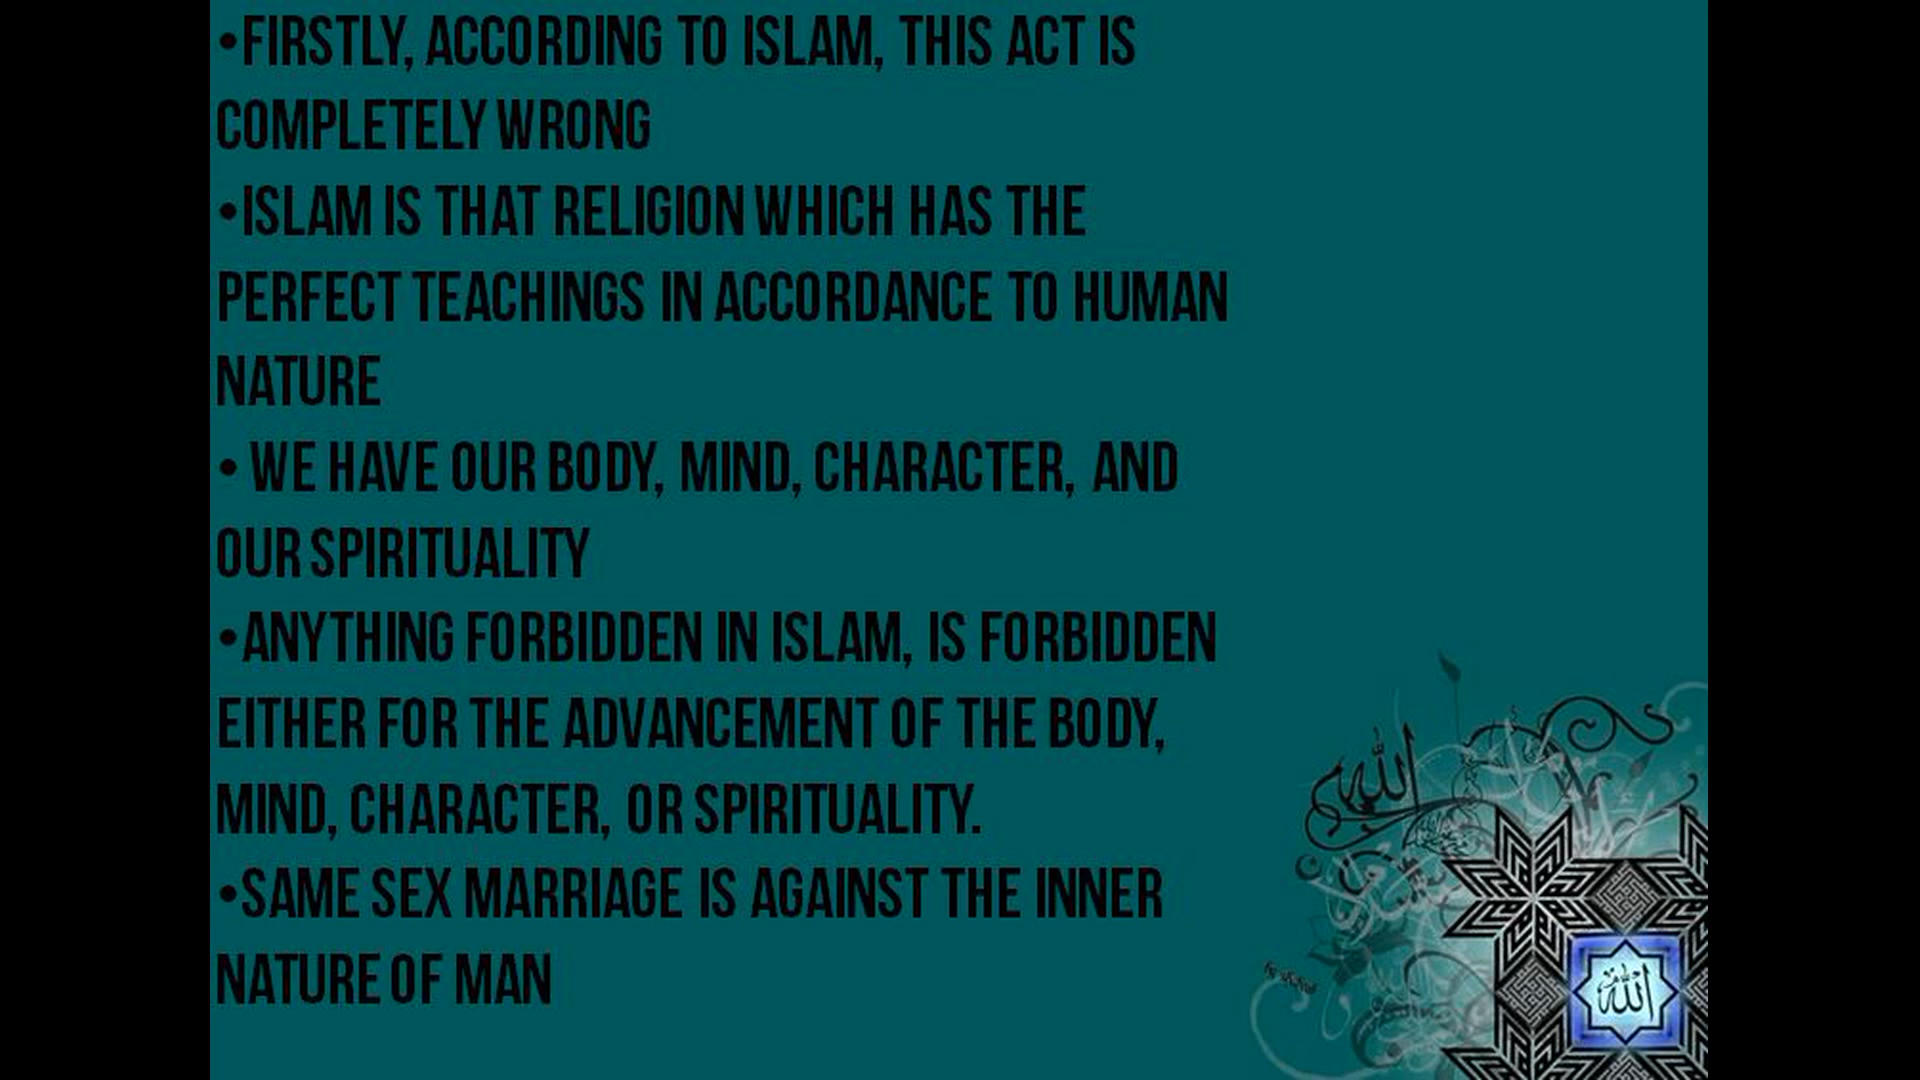 •FIRSTLY, ACCORDING TO ISLAM, THIS ACT IS
COMPLETELY WRONG
•ISLAM IS THAT RELIGION WHICH HAS THE
PERFECT TEACHINGS IN ACCORDANCE TO HUMAN
NATURE
• WE HAVE OUR BODY, MIND, CHARACTER, AND
OUR SPIRITUALITY
•ANYTHING FORBIDDEN IN ISLAM, IS FORBIDDEN
EITHER FOR THE ADVANCEMENT OF THE BODY,
MIND, CHARACTER, OR SPIRITUALITY.
•SAME SEX MARRIAGE IS AGAINST THE INNER
NATURE OF MAN
الله
الله